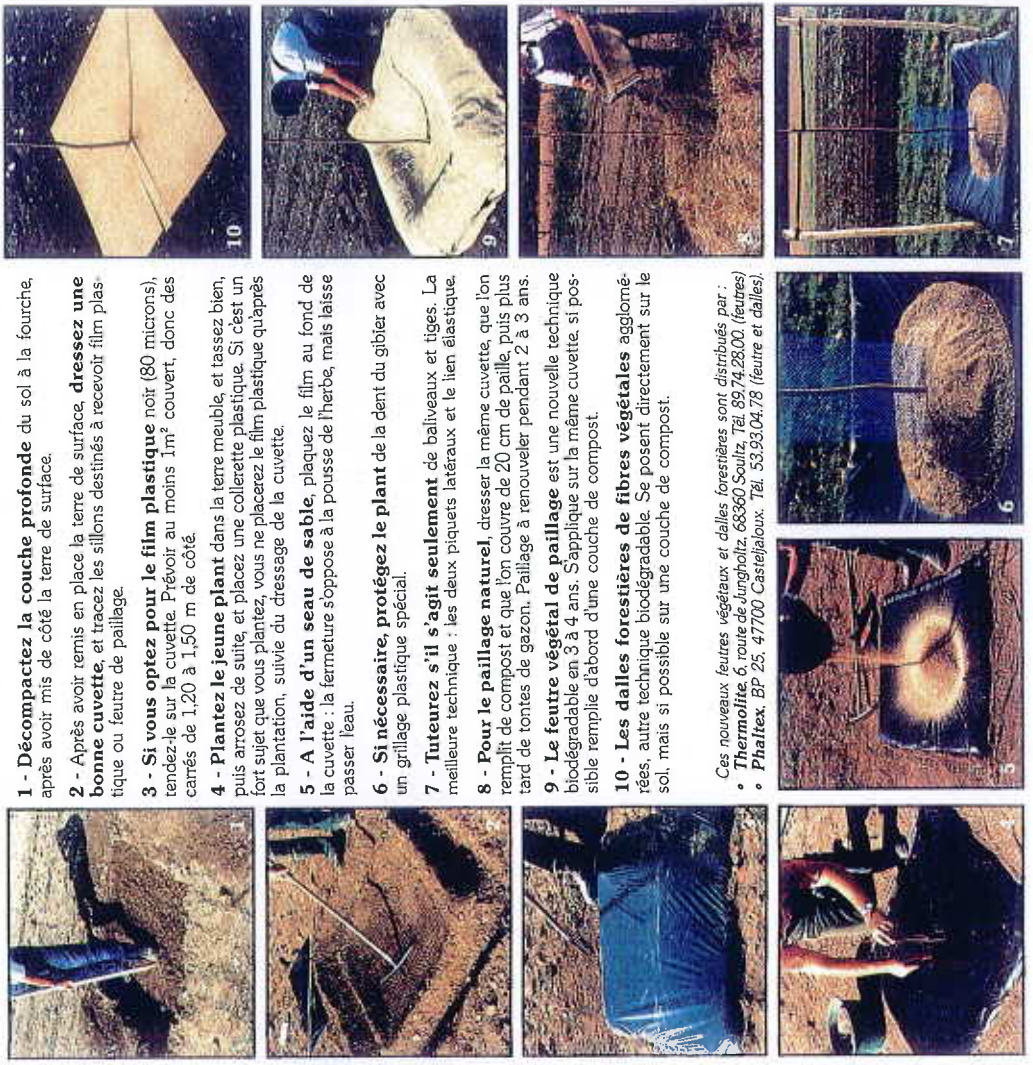 1 - Décompactez la couche profonde du sol à la fourche,
après avoir mis de côté la terre de surface.
2 - Après avoir remis en place la terre de surface, dressez une
bonne cuvette, et tracez les sillons destinés à recevoir film plas-
tique ou feutre de paillage.
3 - Si vous optez pour le film plastique noir (80 microns),
tendez-le sur la cuvette. Prévoir au moins 1m² couvert, donc des
carrés de 1,20 à 1,50 m de côté.
4 - Plantez le jeune plant dans la terre meuble, et tassez bien,
puis arrosez de suite, et placez une collerette plastique. Si c'est un
fort sujet que vous plantez, vous ne placerez le film plastique qu'après
la plantation, suivie du dressage de la cuvette.
5 - A l'aide d'un seau de sable, plaquez le film au fond de
la cuvette : la fermeture s'oppose à la pousse de l'herbe, mais laisse
passer l'eau.
6 - Si nécessaire, protégez le plant de la dent du gibier avec
un grillage plastique spécial.
7 - Tuteurez s'il s'agit seulement de baliveaux et tiges. La
meilleure technique : les deux piquets latéraux et le lien élastique.
8 - Pour le paillage naturel, dresser la même cuvette, que l'on
remplit de compost et que l'on couvre de 20 cm de paille, puis plus
tard de tontes de gazon. Paillage à renouveler pendant 2 à 3 ans.
9 - Le feutre végétal de paillage est une nouvelle technique
biodégradable en 3 à 4 ans. S'applique sur la même cuvette, si pos-
sible remplie d'abord d'une couche de compost.
10 - Les dalles forestières de fibres végétales agglomé-
rées, autre technique biodégradable. Se posent directement sur le
sol, mais si possible sur une couche de compost.
Ces nouveaux feutres végétaux et dalles forestières sont distribués par :
• Thermolite, 6, route de Jungholtz, 68360 Soultz, Tél. 89.74.28.00. (feutres)
• Phaltex, BP 25, 47700 Casteljaloux. Tél. 53.93.04.78 (feutre et dalles).
1
2
4
5
6
7
8
9
10